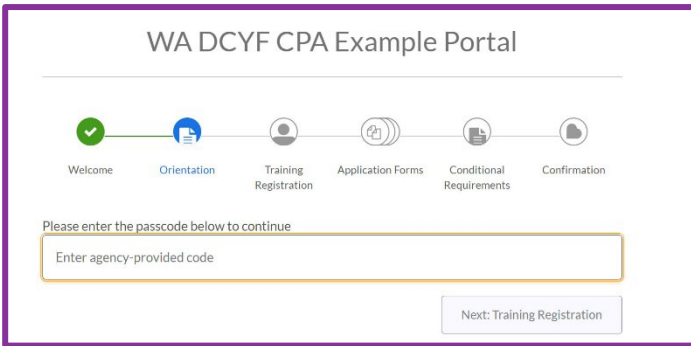 WA DCYF CPA Example Portal
Welcome
Orientation
Training
Registration
Application Forms
Conditional
Requirements
Confirmation
Please enter the passcode below to continue
Enter agency-provided code
Next: Training Registration